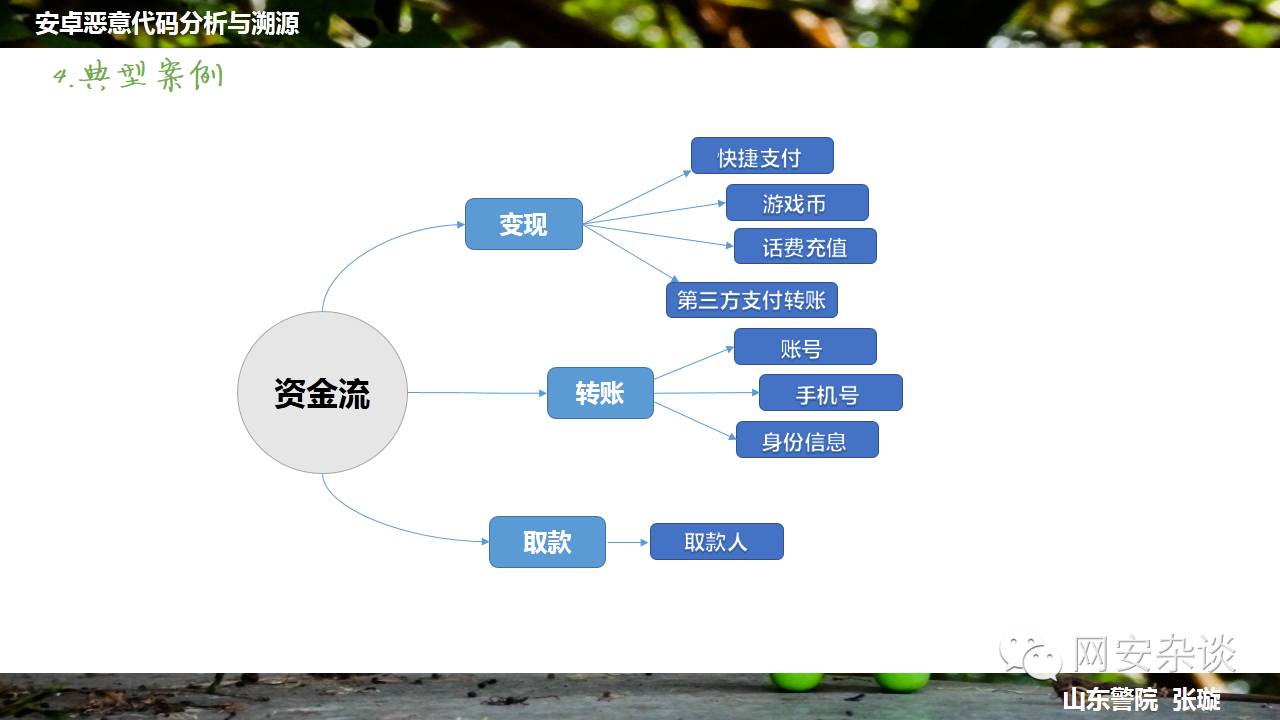 安卓恶意代码分析与溯源
4.典型案例
快捷支付
变现
游戏币
话费充值
第三方支付转账
账号
资金流
转账
手机号
身份信息
取款
取款人
网安杂谈
山东警院 张璇